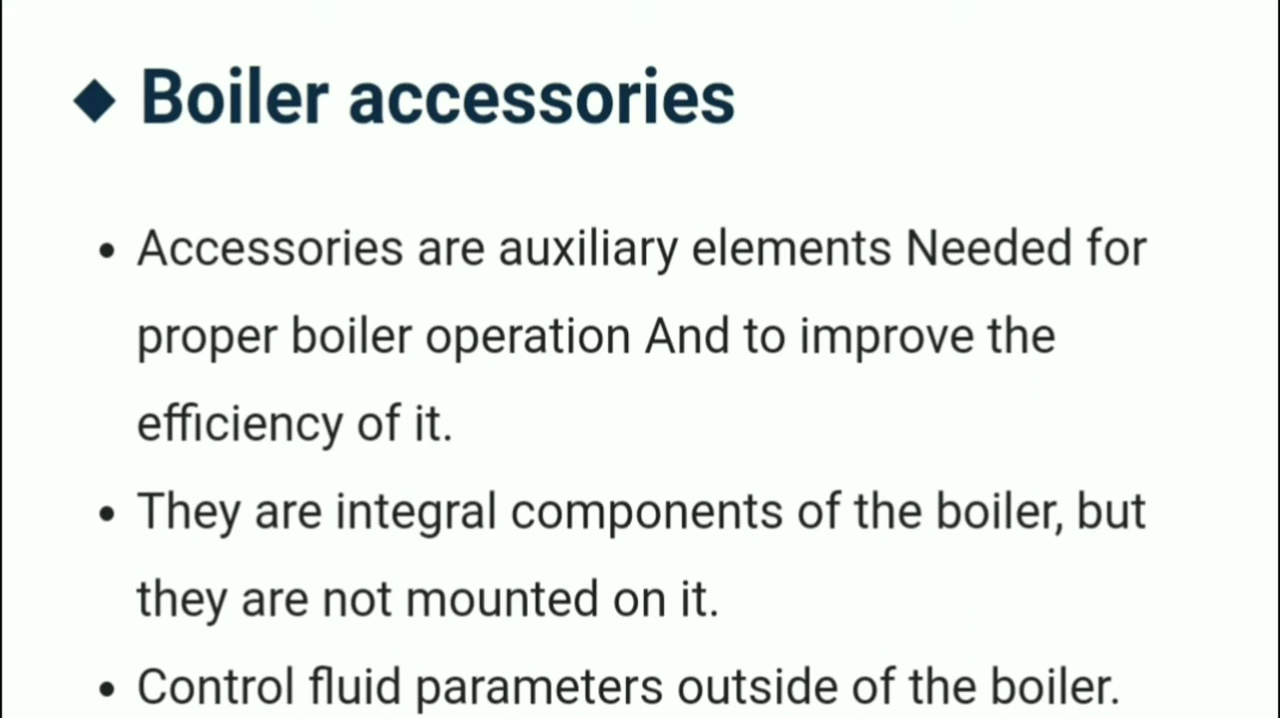 ◆ Boiler accessories
• Accessories are auxiliary elements Needed for
proper boiler operation And to improve the
efficiency of it.
• They are integral components of the boiler, but
they are not mounted on it.
• Control fluid parameters outside of the boiler.